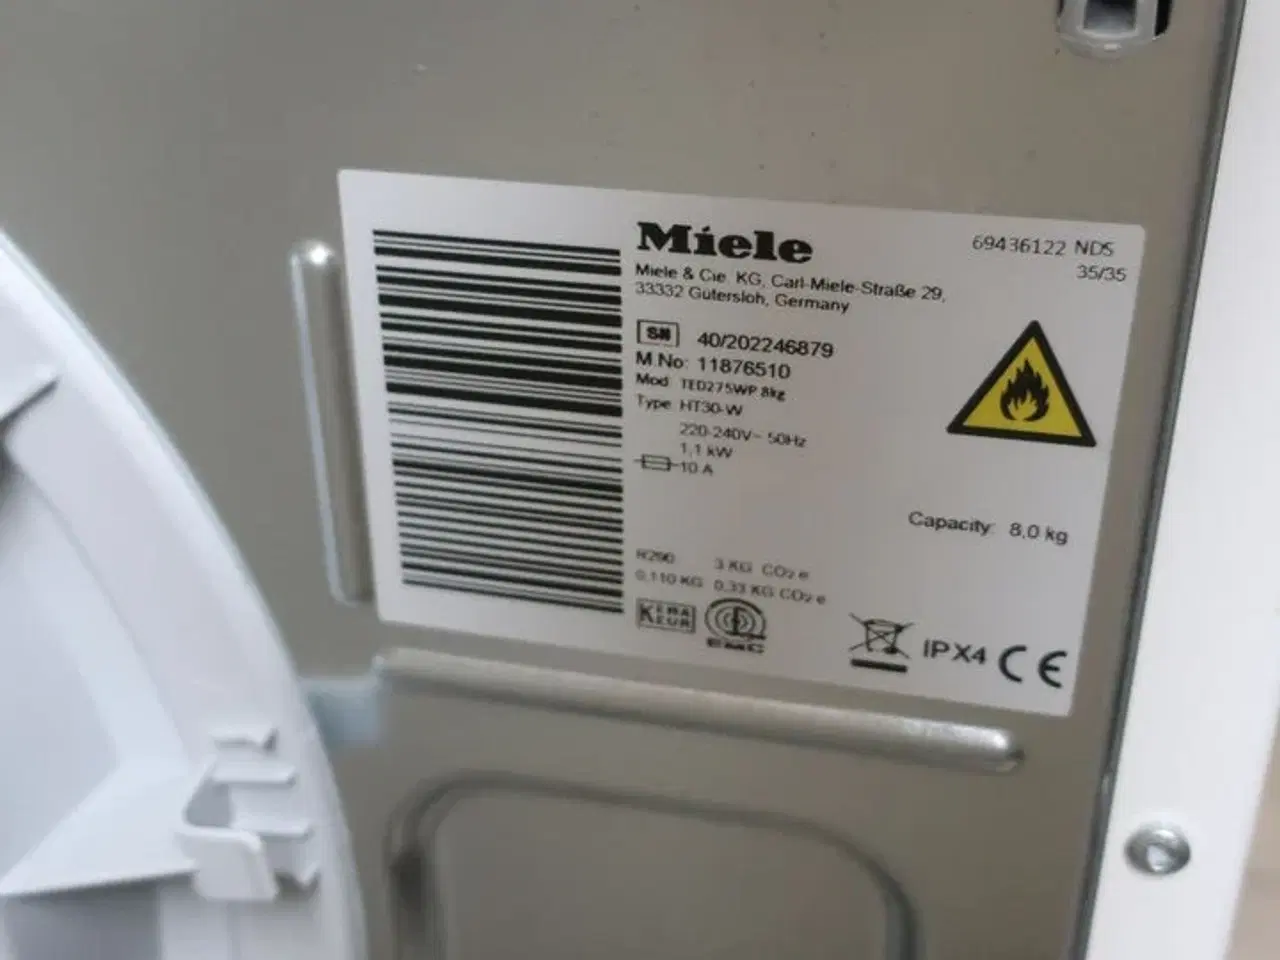 Miele
69436122 NDS
35/35
Miele & Cie. KG, Carl-Miele-Straße 29,
33332 Gütersloh, Germany
SN 40/202246879
M.No: 11876510
Mod. TED275WP 8kg
Type HT30-W
220-240V~ 50Hz
1,1 kW
10 A
Capacity: 8,0 kg
R290 3 KG CO2 e
0,110 KG 0,33 KG CO2 e
KEMA
KEUR
EMC
IPX4 CE